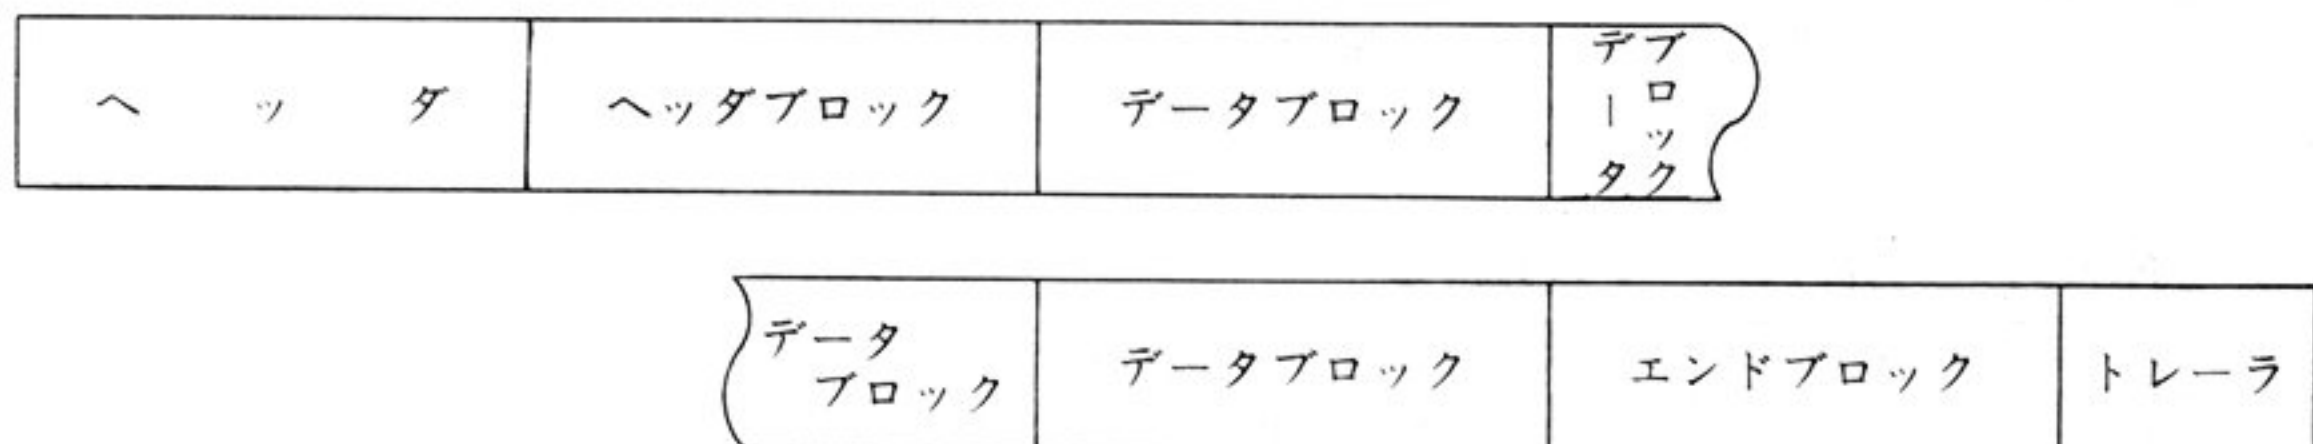 ヘッダ
ヘッダブロック
データブロック
データ
ブロック
データ
ブロック
データブロック
エンドブロック
トレーラ